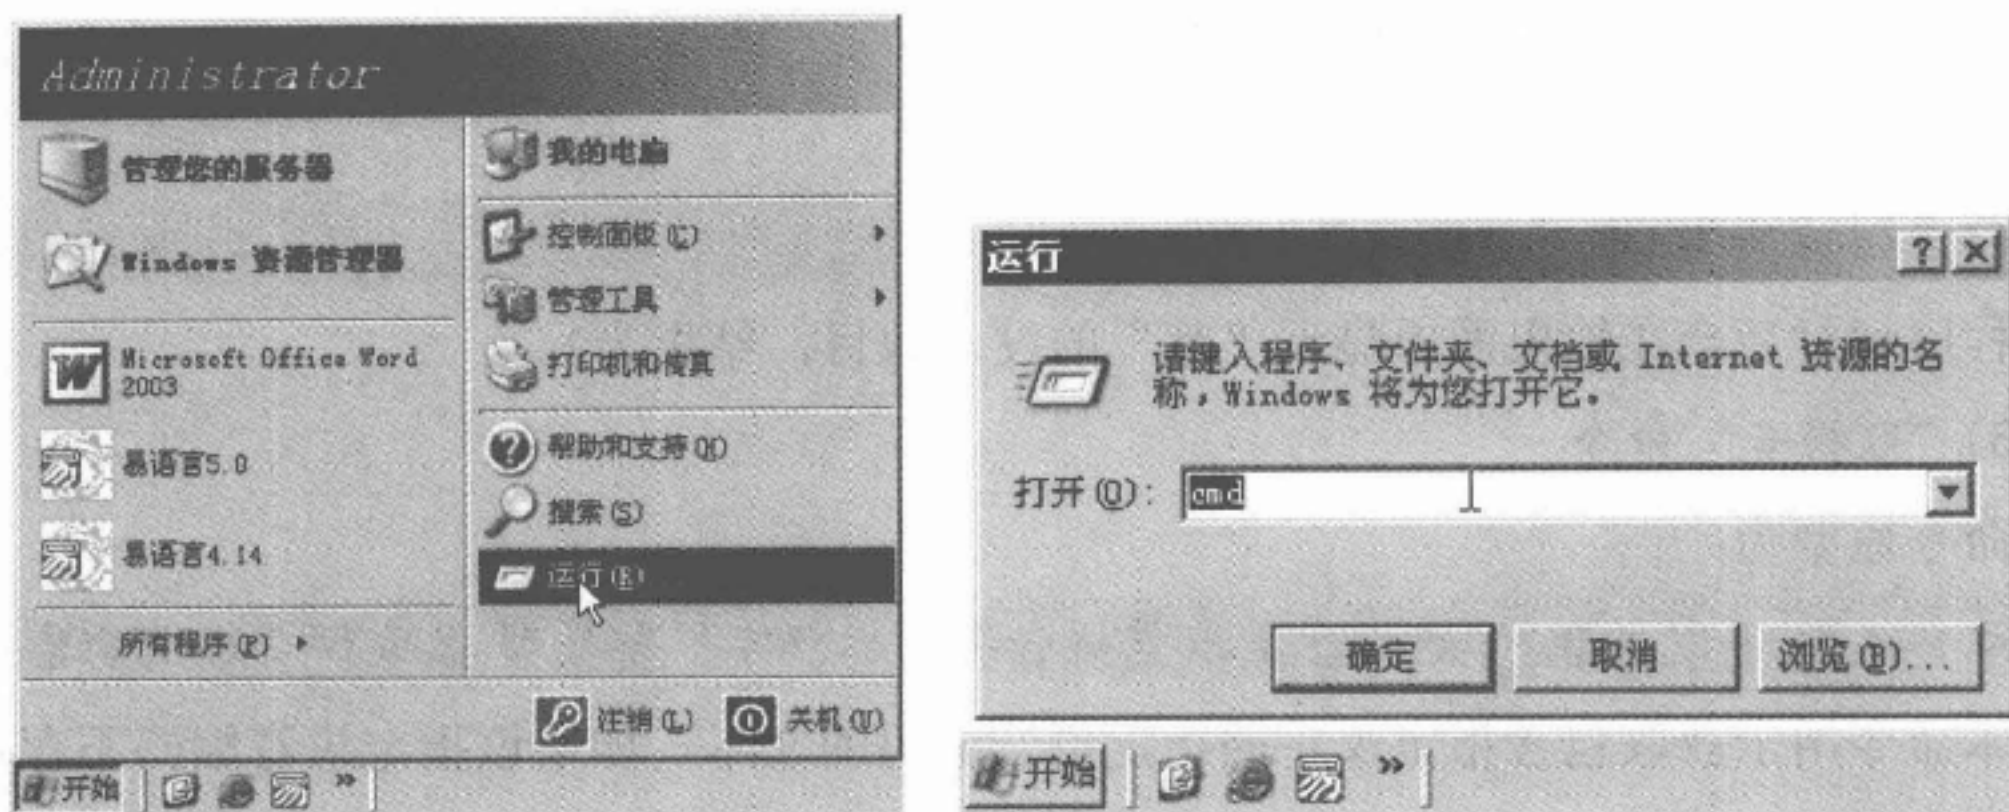 Administrator
管理您的服务器
Windows 资源管理器
Microsoft Office Word
2003
易语言5.0
易语言4.14
所有程序(P)
我的电脑
控制面板(C)
管理工具
打印机和传真
帮助和支持(H)
搜索(S)
运行(R)
注销(L)
关机(U)
开始
»
运行
请键入程序、文件夹、文档或 Internet 资源的名
称,Windows 将为您打开它。
打开(O):
cmd
确定
取消
浏览(B)...
开始
»